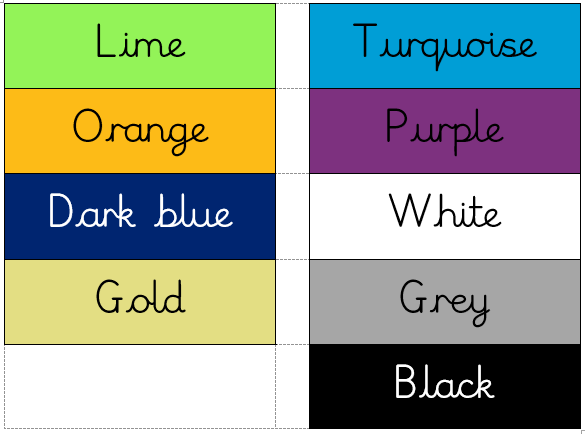 Lime
Turquoise
Orange
Purple
Dark blue
White
Gold
Grey
Black